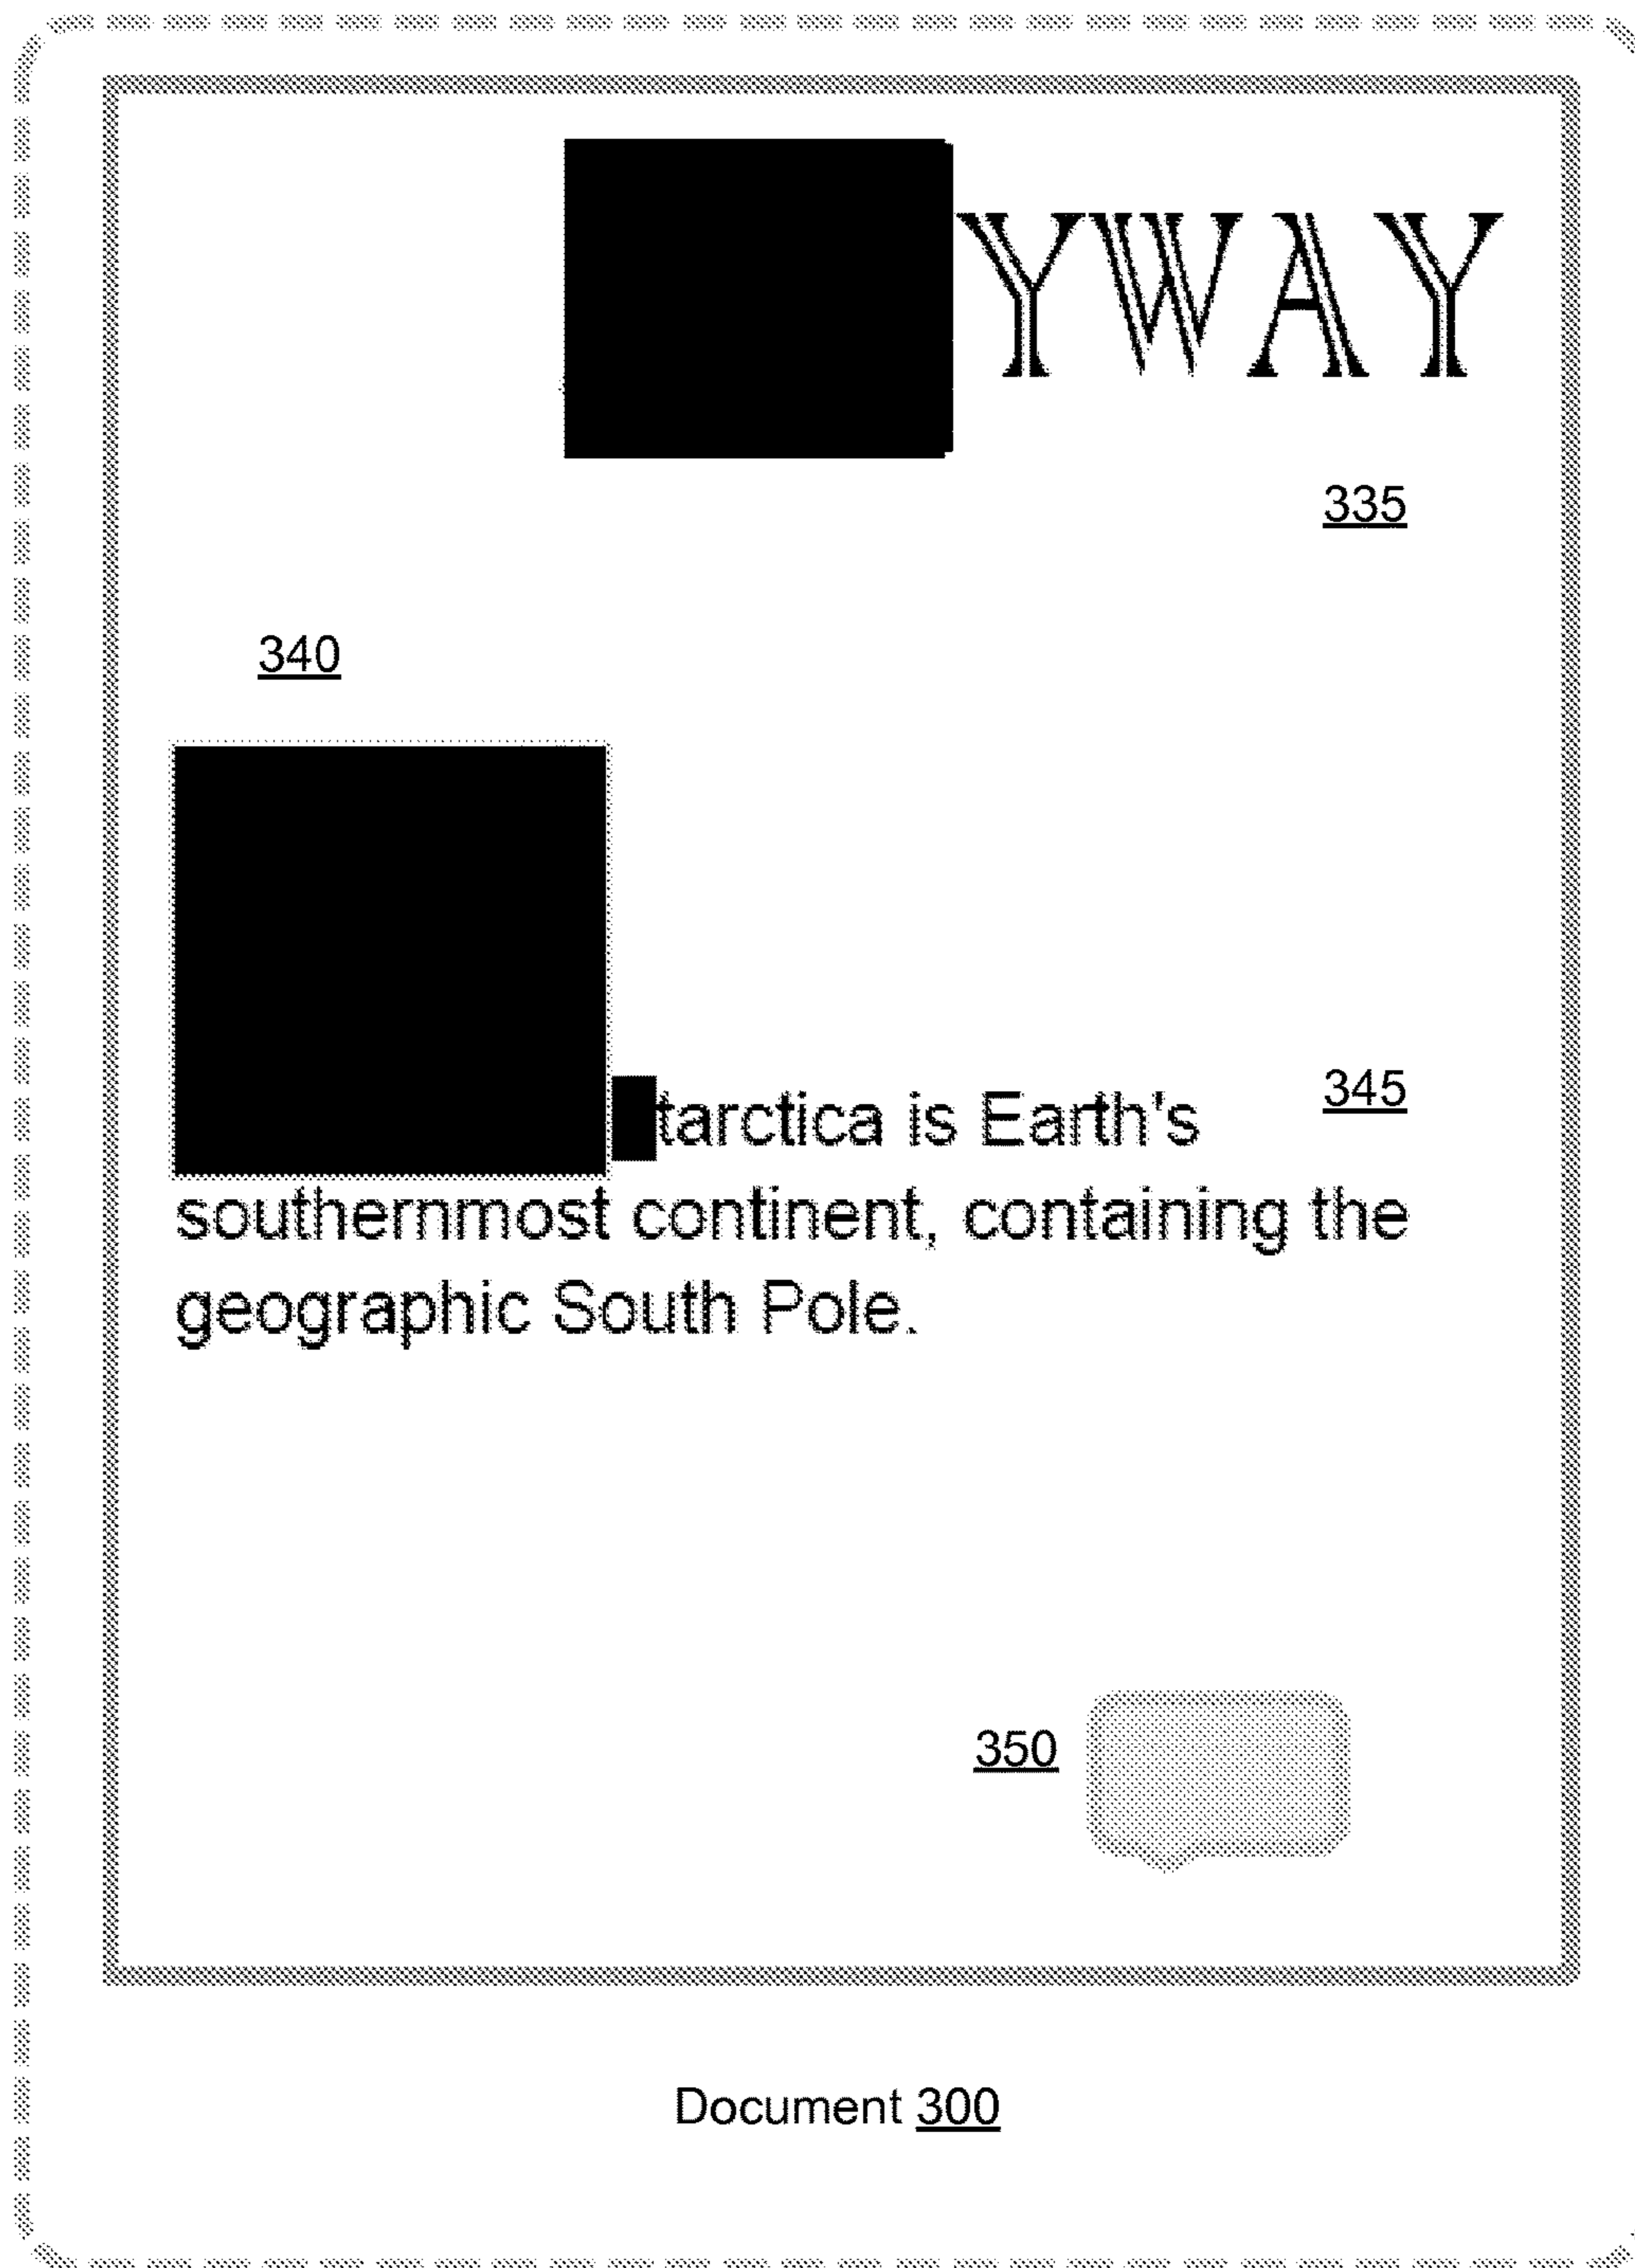 YWAY
335
340
tarctica is Earth's
345
southernmost continent, containing the
geographic South Pole.
350
Document 300